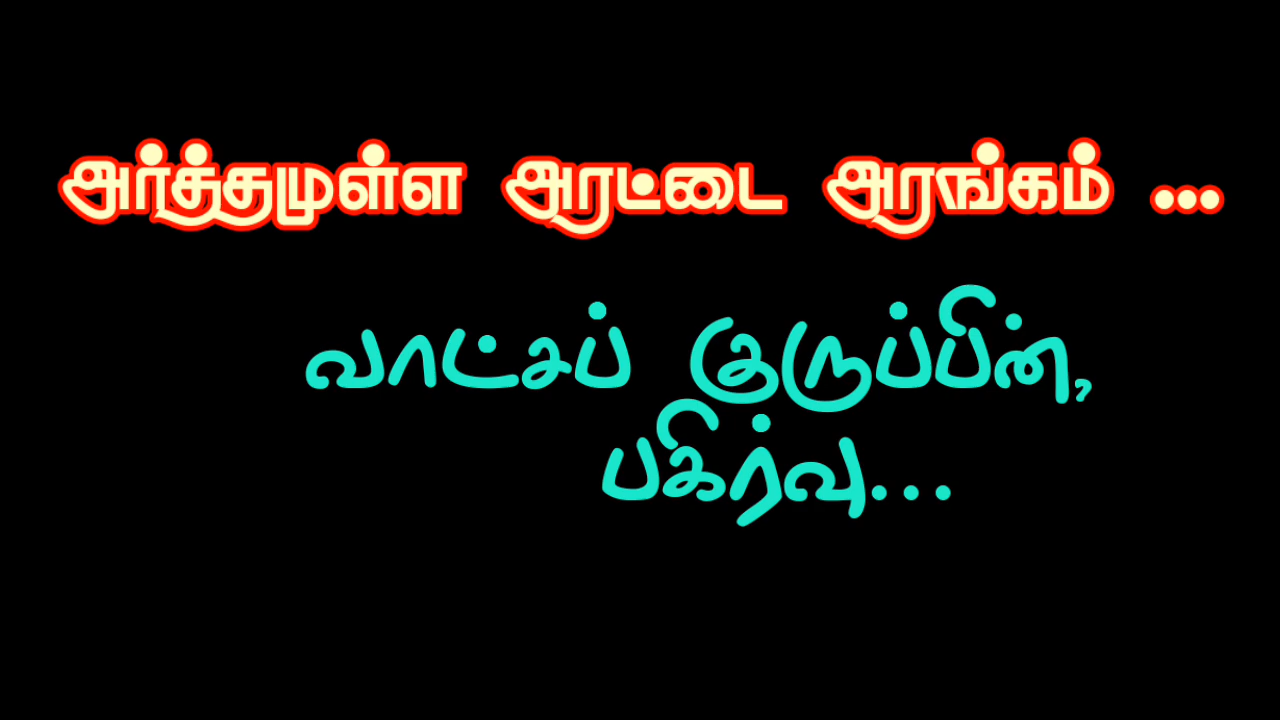 அர்த்தமுள்ள அரட்டை அரங்கம் ...
வாட்சப் குருப்பின்,
பகிர்வு...